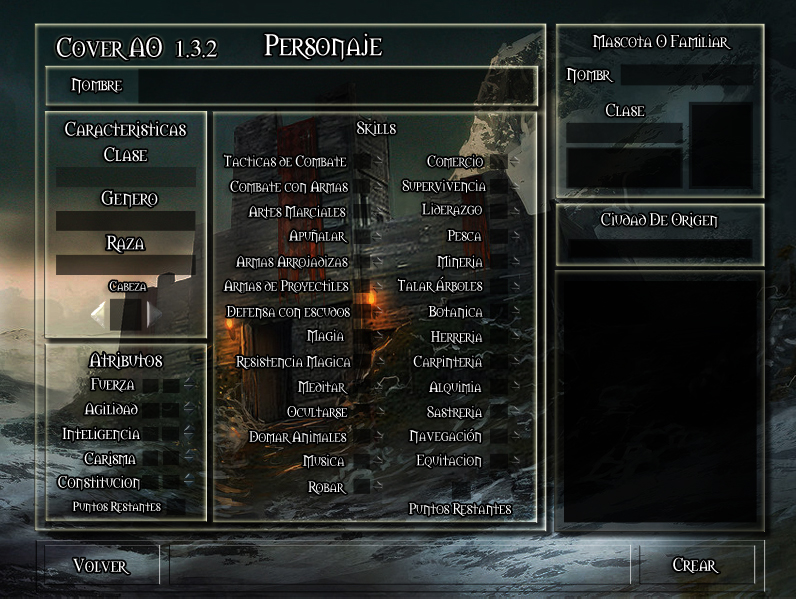 Cover AO 1.3.2
Personaje
Nombre
Caracteristicas
Clase
Genero
Raza
Cabeza
Atributos
Fuerza
Agilidad
Inteligencia
Carisma
Constitucion
Puntos Restantes
Skills
Tacticas de Combate
Combate con Armas
Artes Marciales
Apuñalar
Armas Arrojadizas
Armas de Proyectiles
Defensa con escudos
Magia
Resistencia Magica
Meditar
Ocultarse
Domar Animales
Musica
Robar
Comercio
Supervivencia
Liderazgo
Pesca
Mineria
Talar Árboles
Botanica
Herreria
Carpinteria
Alquimia
Sastreria
Navegación
Equitacion
Puntos Restantes
Mascota O Familiar
Nombr
Clase
Ciudad De Origen
Volver
Crear